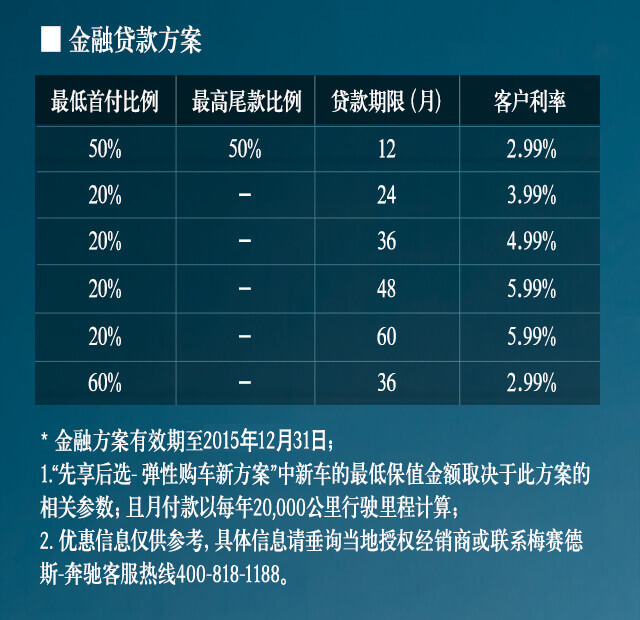 金融贷款方案
最低首付比例 最高尾款比例 贷款期限（月） 客户利率
50% 50% 12 2.99%
20% – 24 3.99%
20% – 36 4.99%
20% – 48 5.99%
20% – 60 5.99%
60% – 36 2.99%
* 金融方案有效期至2015年12月31日；
1.“先享后选- 弹性购车新方案”中新车的最低保值金额取决于此方案的
相关参数；且月付款以每年20,000公里行驶里程计算；
2. 优惠信息仅供参考, 具体信息请垂询当地授权经销商或联系梅赛德
斯-奔驰客服热线400-818-1188。